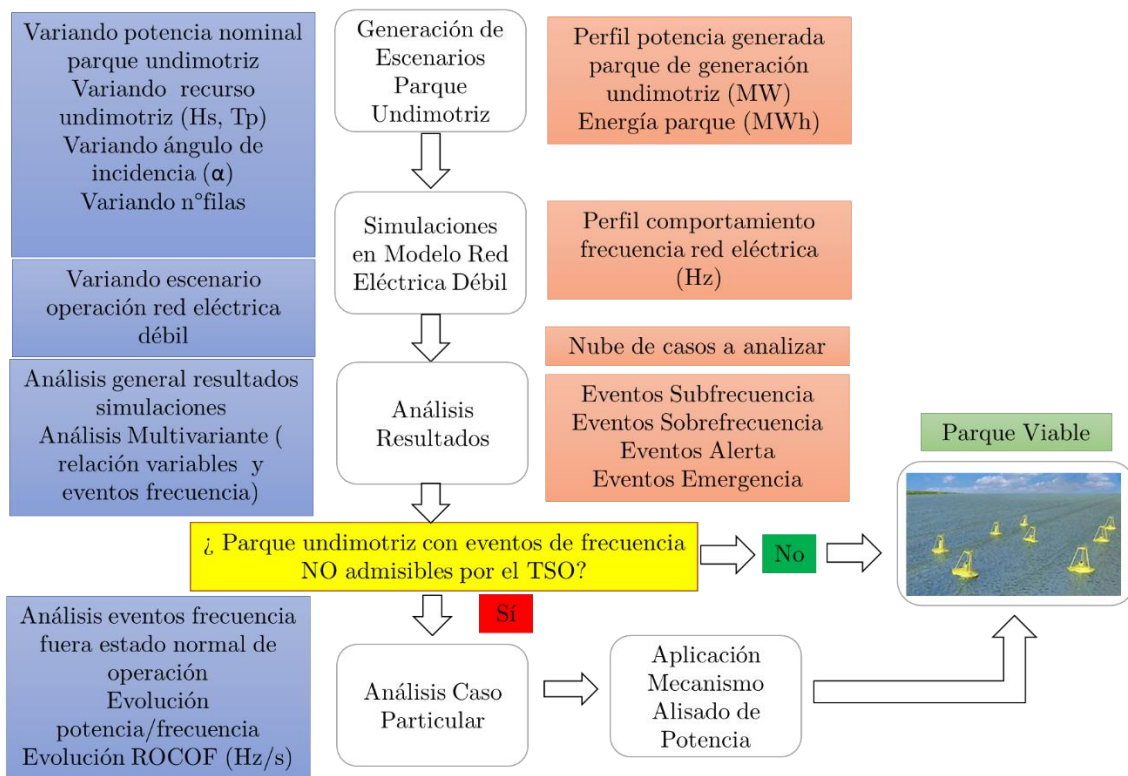 Variando potencia nominal
parque undimotriz
Variando recurso
undimotriz (Hs, Tp)
Variando ángulo de
incidencia (α)
Variando n°filas
Generación de
Escenarios
Parque
Undimotriz
Perfil potencia generada
parque de generación
undimotriz (MW)
Energía parque (MWh)
Variando escenario
operación red eléctrica
débil
Simulaciones
en Modelo Red
Eléctrica Débil
Perfil comportamiento
frecuencia red eléctrica
(Hz)
Análisis general resultados
simulaciones
Análisis Multivariante (
relación variables y
eventos frecuencia)
Análisis
Resultados
Nube de casos a analizar
Eventos Subfrecuencia
Eventos Sobrefrecuencia
Eventos Alerta
Eventos Emergencia
Parque Viable
¿ Parque undimotriz con eventos de frecuencia
NO admisibles por el TSO?
No
Sí
Análisis eventos frecuencia
fuera estado normal de
operación
Evolución
potencia/frecuencia
Evolución ROCOF (Hz/s)
Análisis Caso
Particular
Aplicación
Mecanismo
Alisado de
Potencia